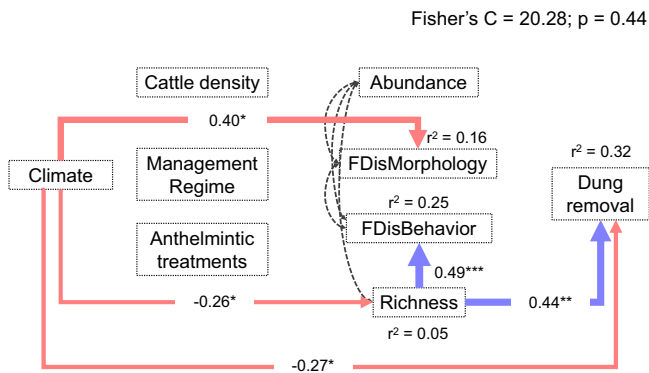 Fisher’s C = 20.28; p = 0.44
Cattle density
Abundance
0.40*
r² = 0.16
r² = 0.32
Climate
Management
Regime
FDisMorphology
Dung
removal
r² = 0.25
Anthelmintic
treatments
FDisBehavior
0.49***
-0.26*
Richness
0.44**
r² = 0.05
-0.27*